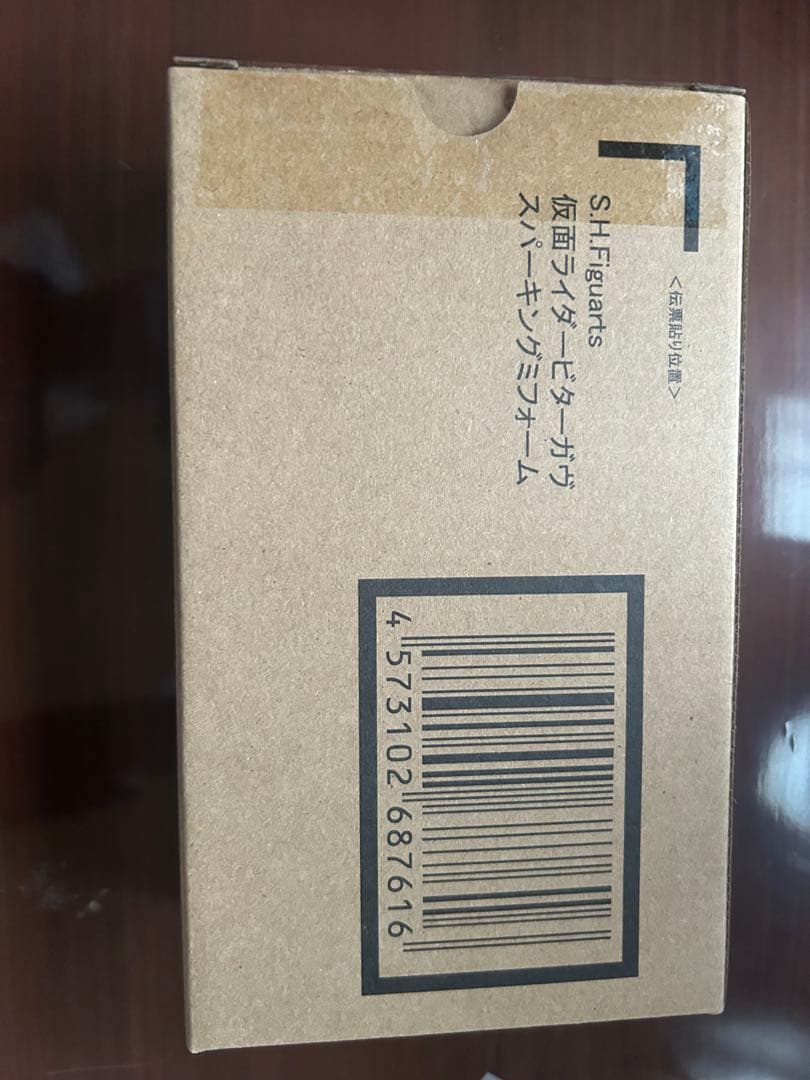 <伝票貼り位置>
S.H.Figuarts
仮面ライダービターガヴ
スパーキングミフォーム
4 573102 687616